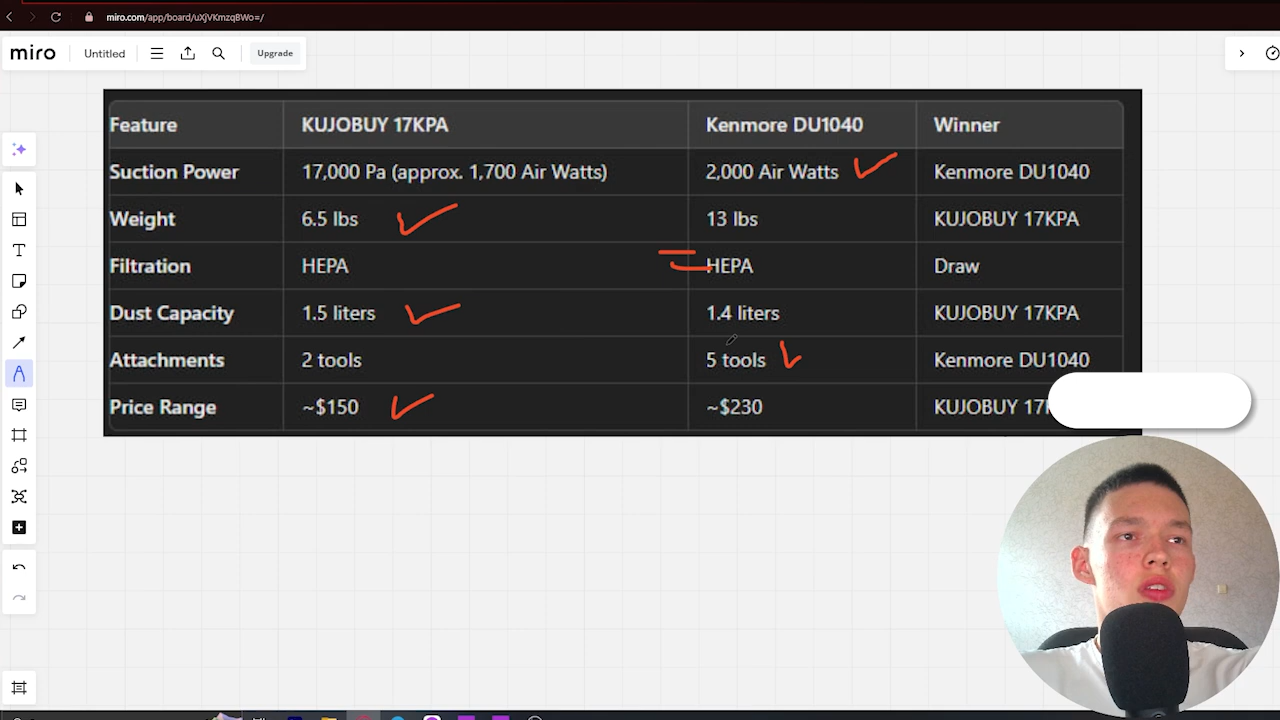 miro.com/app/board/uXjVKmzqBWo=/
miro Untitled Upgrade
Feature KUJOBUY 17KPA Kenmore DU1040 Winner
Suction Power 17,000 Pa (approx. 1,700 Air Watts) 2,000 Air Watts Kenmore DU1040
Weight 6.5 lbs 13 lbs KUJOBUY 17KPA
Filtration HEPA HEPA Draw
Dust Capacity 1.5 liters 1.4 liters KUJOBUY 17KPA
Attachments 2 tools 5 tools Kenmore DU1040
Price Range ~$150 ~$230 KUJOBUY